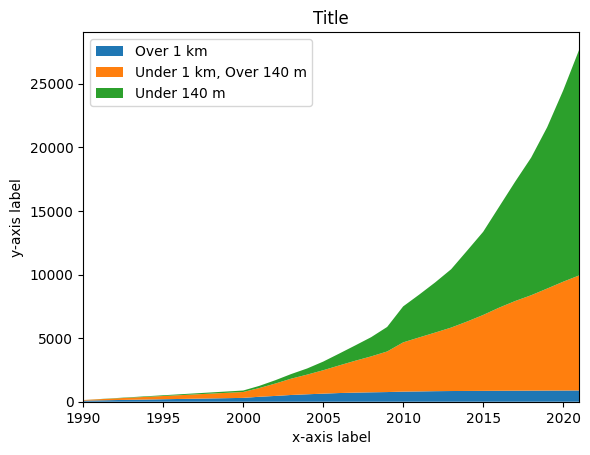 Title
Over 1 km
Under 1 km, Over 140 m
Under 140 m
25000
20000
15000
10000
5000
0
y-axis label
1990 1995 2000 2005 2010 2015 2020
x-axis label